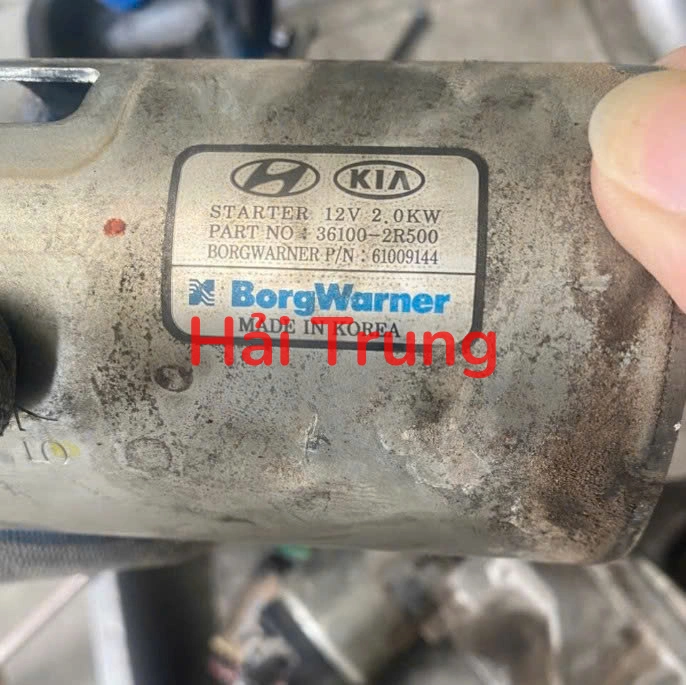 KIA
STARTER 12V 2.0KW
PART NO : 36100-2R500
BORGWARNER P/N : 61009144
BorgWarner
MADE IN KOREA
Hải Trung